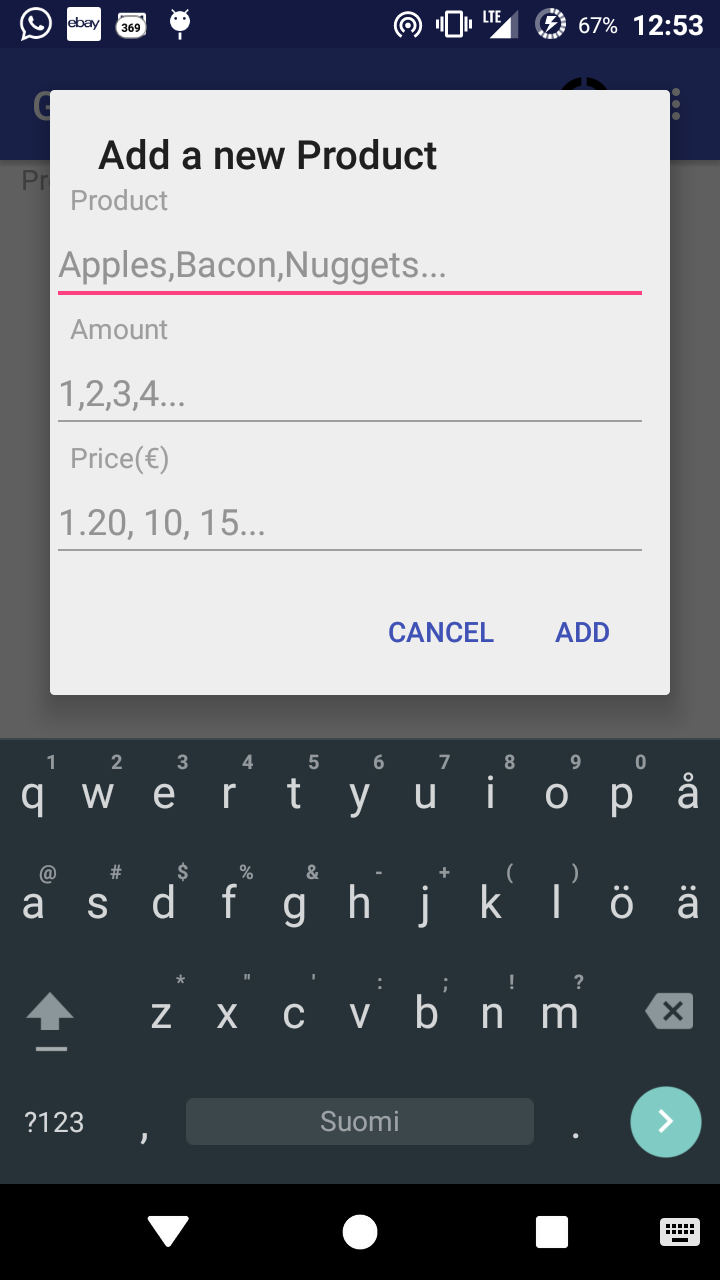 ebay 369 LTE 67% 12:53
G
Pr
Add a new Product
Product
Apples,Bacon,Nuggets...
Amount
1,2,3,4...
Price(€)
1.20, 10, 15...
CANCEL ADD
1 2 3 4 5 6 7 8 9 0
q w e r t y u i o p å
@ # $ % & - + ( )
a s d f g h j k l ö ä
* " ' : ; ! ?
z x c v b n m
?123 , Suomi .